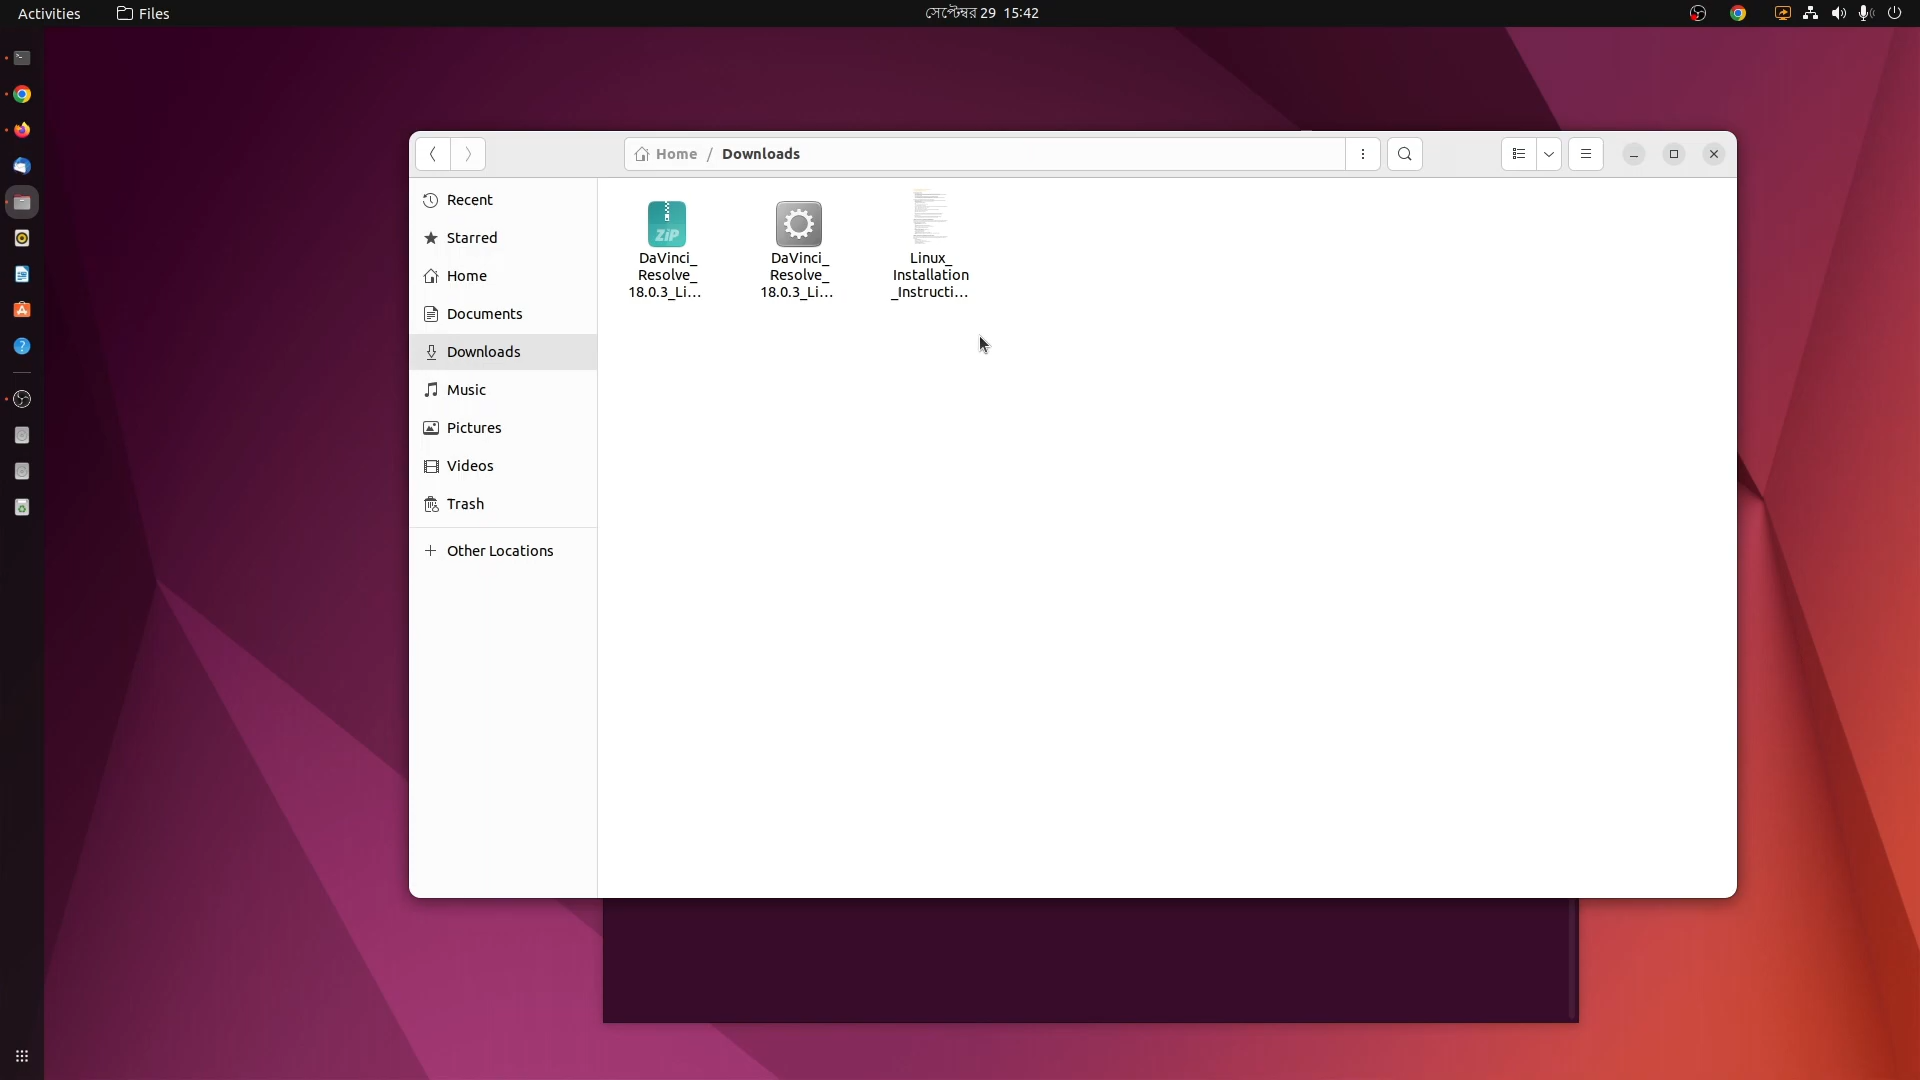 Activities
Files
সেপ্টেম্বর 29 15:42
Home / Downloads
Recent
Starred
Home
Documents
Downloads
Music
Pictures
Videos
Trash
+ Other Locations
ZiP
DaVinci_
Resolve_
18.0.3_Li...
DaVinci_
Resolve_
18.0.3_Li...
Linux_
Installation
_Instructi...